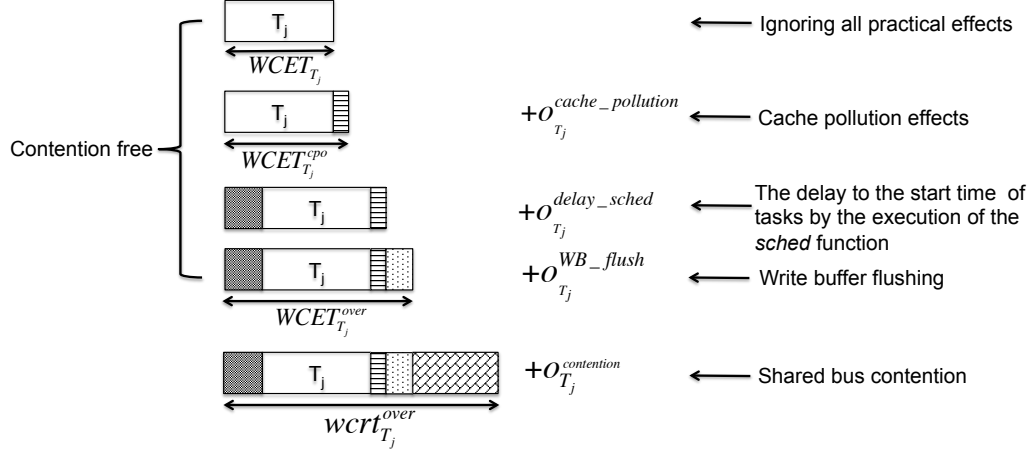 T_j
Ignoring all practical effects
WCET_{T_j}
T_j
+o_{T_j}^{cache_pollution}
Cache pollution effects
Contention free
WCET_{T_j}^{cpo}
T_j
+o_{T_j}^{delay_sched}
The delay to the start time of
tasks by the execution of the
sched function
T_j
+o_{T_j}^{WB_flush}
Write buffer flushing
WCET_{T_j}^{over}
T_j
+o_{T_j}^{contention}
Shared bus contention
wcrt_{T_j}^{over}